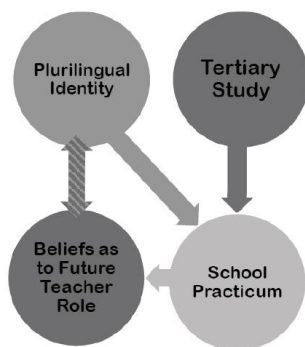 Plurilingual
Identity
Tertiary
Study
Beliefs as
to Future
Teacher
Role
School
Practicum